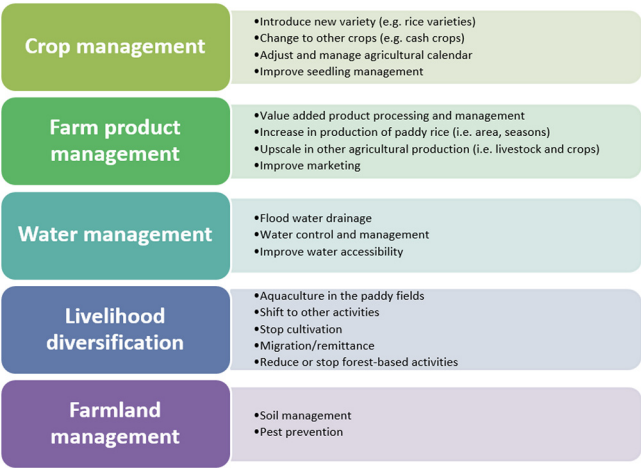 Crop management
•Introduce new variety (e.g. rice varieties)
•Change to other crops (e.g. cash crops)
•Adjust and manage agricultural calendar
•Improve seedling management
Farm product
management
•Value added product processing and management
•Increase in production of paddy rice (i.e. area, seasons)
•Upscale in other agricultural production (i.e. livestock and crops)
•Improve marketing
Water management
•Flood water drainage
•Water control and management
•Improve water accessibility
Livelihood
diversification
•Aquaculture in the paddy fields
•Shift to other activities
•Stop cultivation
•Migration/remittance
•Reduce or stop forest-based activities
Farmland
management
•Soil management
•Pest prevention